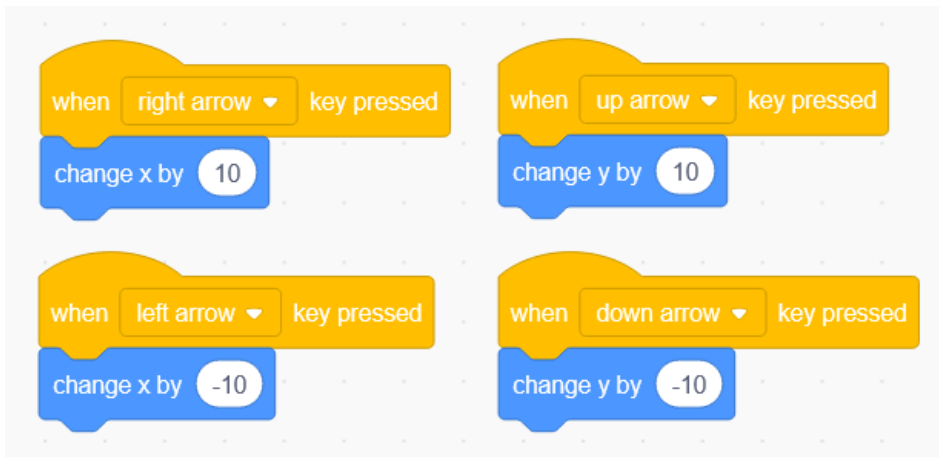 when right arrow key pressed
change x by 10
when up arrow key pressed
change y by 10
when left arrow key pressed
change x by -10
when down arrow key pressed
change y by -10